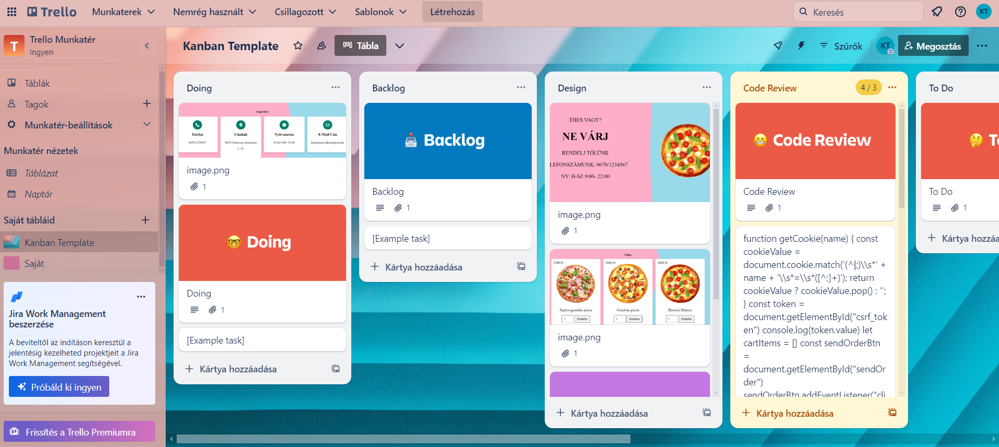 Trello
Munkaterek
Nemrég használt
Csillagozott
Sablonok
Létrehozás
Keresés
KT
T
Trello Munkatér
Ingyen
Táblák
Tagok
Munkatér-beállítások
Munkatér nézetek
Táblázat
Naptár
Saját tábláid
Kanban Template
Saját
Jira Work Management
beszerzése
A beviteltől az indításon keresztül a
jelentésig kezelheted projektjeit a Jira
Work Management segítségével.
Próbáld ki ingyen
Frissítés a Trello Premiumra
Kanban Template
Tábla
Szűrők
KT
Megosztás
Doing
Kapcsolat
Telefon
0670/1234567
Címünk
4025 Debrecen, Széchenyi
u. 58.
Nyitvatartás
H-Sz 9:00- 22:00
E-Mail Cím
kiralypizza@kiralypizza.hu
image.png
1
Doing
Doing
1
[Example task]
Kártya hozzáadása
Backlog
Backlog
Backlog
1
[Example task]
Kártya hozzáadása
Design
ÉHES VAGY?
NE VÁRJ
RENDELJ TŐLÜNK
LEFONSZÁMUNK: 0670/1234567
NY: H-SZ 9:00- 22:00
image.png
1
Étlap
2500 Ft
2000 Ft
1000 Ft
Sajtos-gombás pizza
Gombás pizza
Hawaii Deluxe
1 Kosárba
1 Kosárba
1 Kosárba
image.png
1
Kártya hozzáadása
Code Review
4 / 3
Code Review
Code Review
1
function getCookie(name) { const
cookieValue =
document.cookie.match('(^|;)\\s*' +
name + '\\s*=\\s*([^;]+)'); return
cookieValue ? cookieValue.pop() : '';
} const token =
document.getElementById("csrf_to
ken") console.log(token.value) let
cartItems = [] const sendOrderBtn
=
document.getElementById("sendOr
der")
sendOrderBtn.addEventListener("cli
Kártya hozzáadása
To Do
To Do
1
Kártya hozzáa